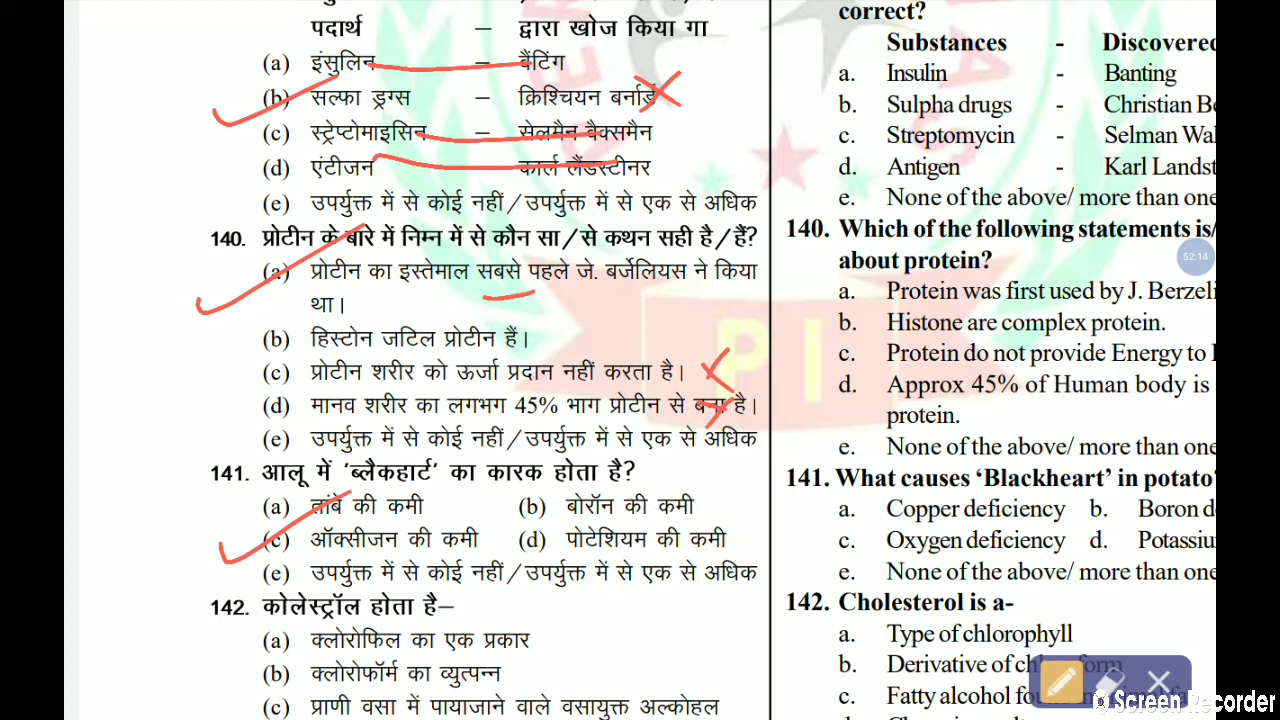 पदार्थ – द्वारा खोज किया गा
(a) इंसुलिन – बैंटिंग
(b) सल्फा ड्रग्स – क्रिश्चियन बर्नार्ड
(c) स्ट्रेप्टोमाइसिन – सेलमैन वैक्समैन
(d) एंटीजन कार्ल लैंडस्टीनर
(e) उपर्युक्त में से कोई नहीं/उपर्युक्त में से एक से अधिक
140. प्रोटीन के बारे में निम्न में से कौन सा/से कथन सही है/हैं?
(a) प्रोटीन का इस्तेमाल सबसे पहले जे. बर्जेलियस ने किया
था।
(b) हिस्टोन जटिल प्रोटीन हैं।
(c) प्रोटीन शरीर को ऊर्जा प्रदान नहीं करता है।
(d) मानव शरीर का लगभग 45% भाग प्रोटीन से बना है।
(e) उपर्युक्त में से कोई नहीं/उपर्युक्त में से एक से अधिक
141. आलू में 'ब्लैकहार्ट' का कारक होता है?
(a) तांबे की कमी (b) बोरॉन की कमी
(c) ऑक्सीजन की कमी (d) पोटेशियम की कमी
(e) उपर्युक्त में से कोई नहीं/उपर्युक्त में से एक से अधिक
142. कोलेस्ट्रॉल होता है–
(a) क्लोरोफिल का एक प्रकार
(b) क्लोरोफॉर्म का व्युत्पन्न
(c) प्राणी वसा में पायाजाने वाले वसायुक्त अल्कोहल
correct?
Substances - Discovered
a. Insulin - Banting
b. Sulpha drugs - Christian Be
c. Streptomycin - Selman Wal
d. Antigen - Karl Landst
e. None of the above/ more than one
140. Which of the following statements is/
about protein?
a. Protein was first used by J. Berzeli
b. Histone are complex protein.
c. Protein do not provide Energy to
d. Approx 45% of Human body is
protein.
e. None of the above/ more than one
141. What causes 'Blackheart' in potato?
a. Copper deficiency b. Boron d
c. Oxygen deficiency d. Potassiu
e. None of the above/ more than one
142. Cholesterol is a-
a. Type of chlorophyll
b. Derivative of form
c. Fatty alcohol
52:14
PI
Screen Recorder